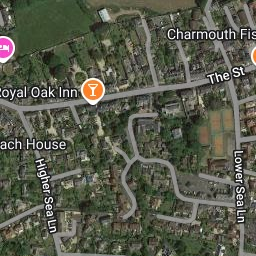 Charmouth Fis
The St
Royal Oak Inn
ach House
Higher Sea Ln
Lower Sea Ln